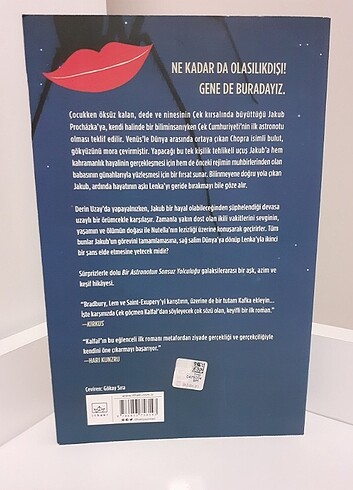 NE KADAR DA OLASILIKDIŞI!
GENE DE BURADAYIZ.
Çocukken öksüz kalan, dede ve ninesinin Çek kırsalında büyüttüğü Jakub
Procházka'ya, kendi halinde bir biliminsanıyken Çek Cumhuriyeti'nin ilk astronotu
olması teklif edilir. Venüs'le Dünya arasında ortaya çıkan Chopra isimli bulut,
gökyüzünü mora çevirmiştir. Yapacağı bu tek kişilik tehlikeli uçuş Jakub'a hem
kahramanlık hayalinin gerçekleşmesi için hem de önceki rejimin muhbirlerinden olan
babasının günahlarıyla yüzleşmesi için bir fırsat sunar. Bilinmeyene doğru yola çıkan
Jakub, ardında hayatının aşkı Lenka'yı geride bırakmayı bile göze alır.
Derin Uzay'da yapayalnızken, Jakub bir hayal olabileceğinden şüphelendiği devasa
uzaylı bir örümcekle karşılaşır. Zamanla yakın dost olan ikili vakitlerini sevginin,
yaşamın ve ölümün doğası ile Nutella'nın lezizliği üzerine konuşarak geçirirler. Tüm
bunlar Jakub'un görevini tamamlamasına, sağ salim Dünya'ya dönüp Lenka'yla ikinci
bir şans elde etmesine yetecek midir?
Sürprizlerle dolu Bir Astronotun Sonsuz Yolculuğu galaksilerarası bir aşk, azim ve
keşif hikâyesi.
"Bradbury, Lem ve Saint-Exupery'yi karıştırın, üzerine de bir tutam Kafka ekleyin...
İşte karşınızda Çek göçmen Kalfař'dan söyleyecek çok sözü olan, keyifli bir ilk roman."
—KIRKUS
"Kalfař'ın bu eğlenceli ilk romanı metafordan ziyade gerçekliği ve gerçekçiliğiyle
kendini öne çıkarmayı başarıyor."
—HARI KUNZRU
Çeviren: Gökay Sıra
İTHAKİ